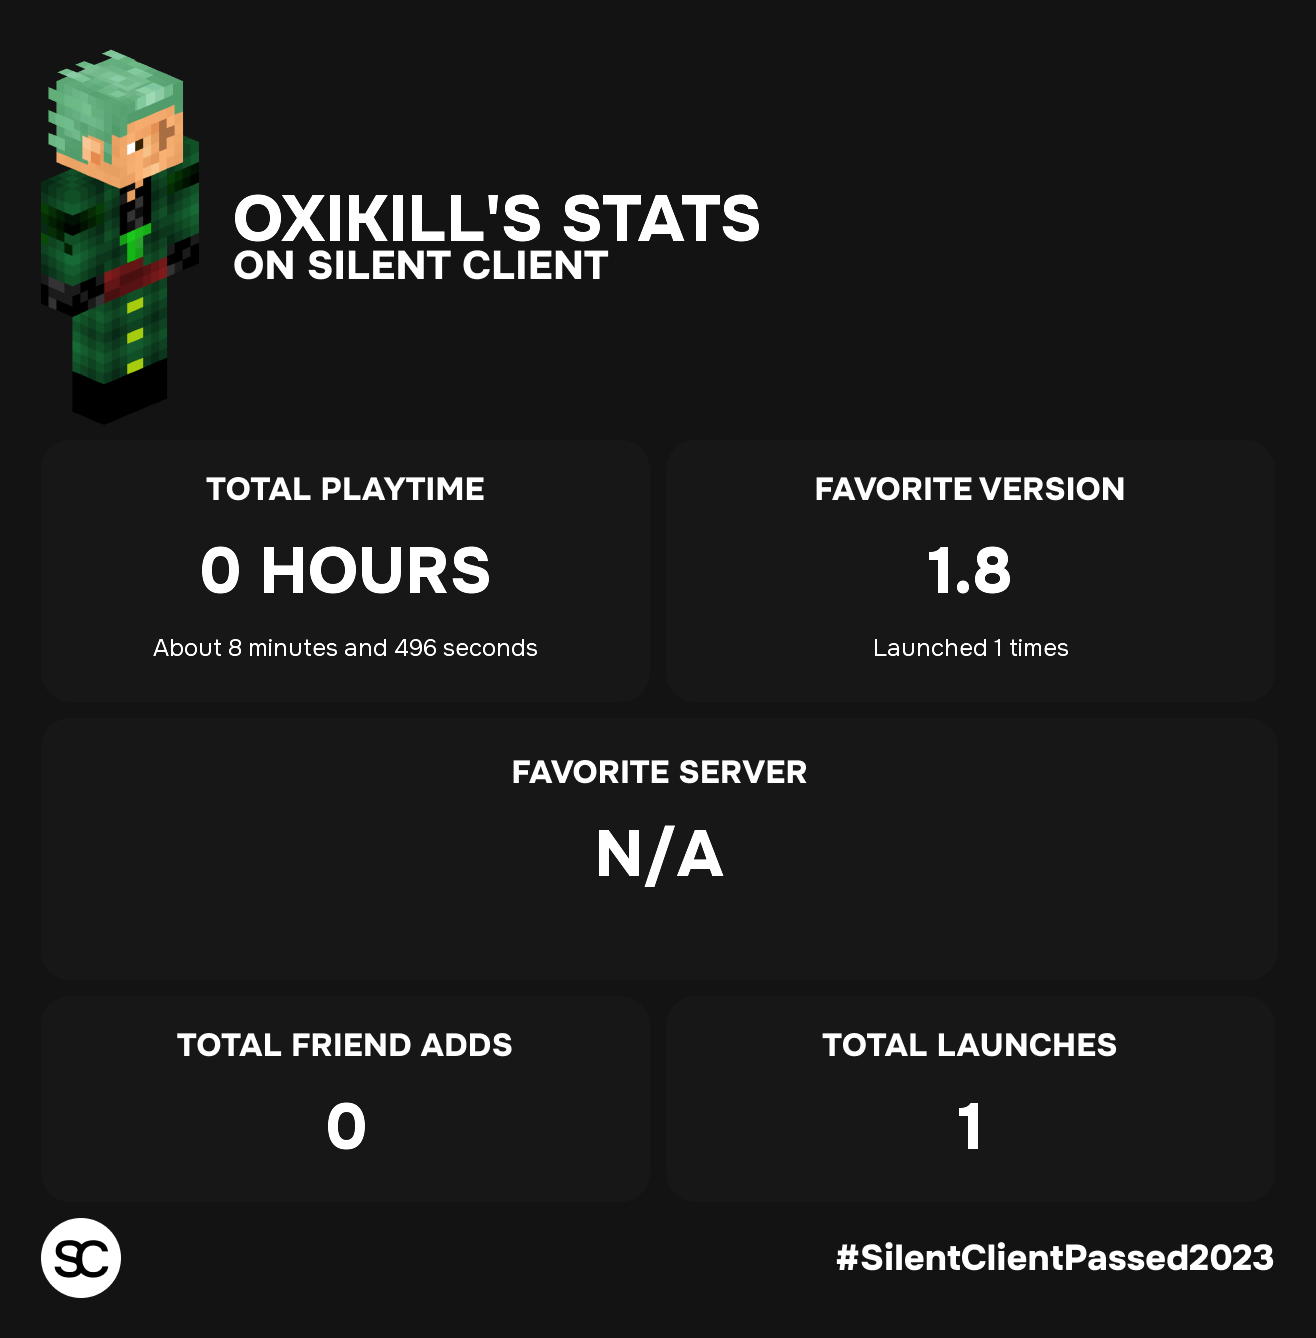 OXIKILL'S STATS
ON SILENT CLIENT
TOTAL PLAYTIME
0 HOURS
About 8 minutes and 496 seconds
FAVORITE VERSION
1.8
Launched 1 times
FAVORITE SERVER
N/A
TOTAL FRIEND ADDS
0
TOTAL LAUNCHES
1
SC
#SilentClientPassed2023